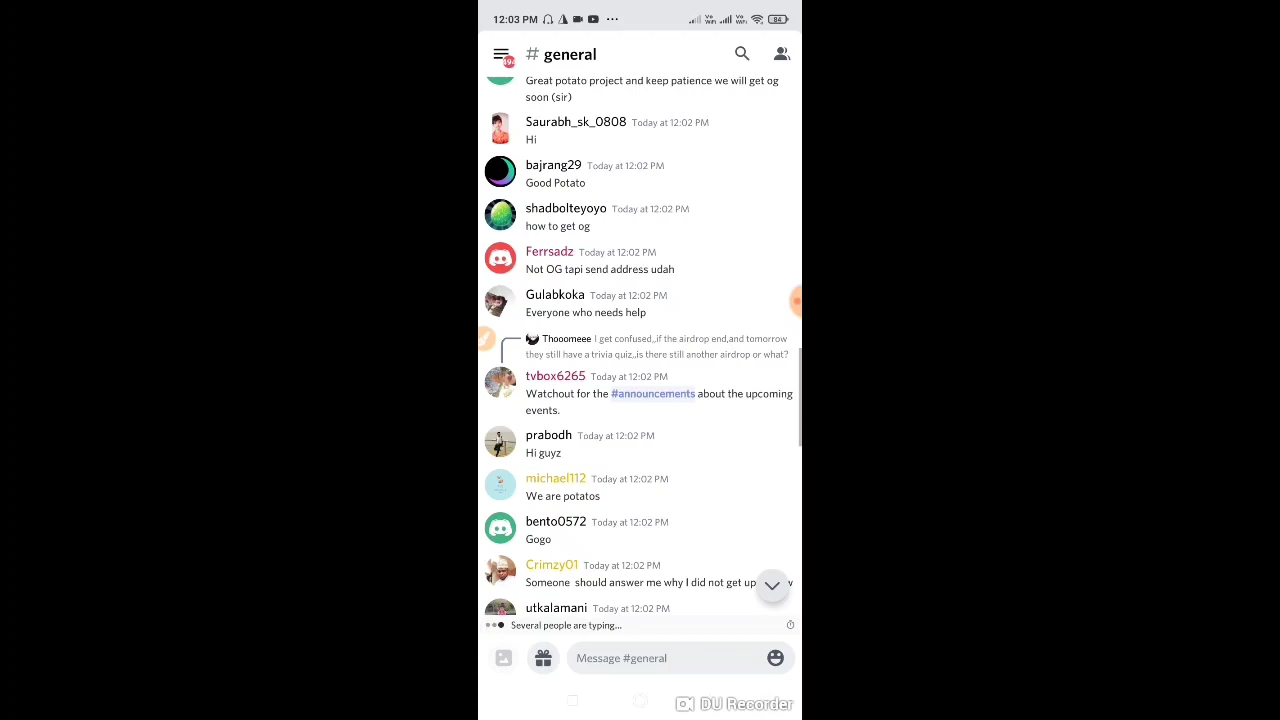 12:03 PM
Vo WiFi
Vo WiFi
84
# general
Great potato project and keep patience we will get og
soon (sir)
Saurabh_sk_0808 Today at 12:02 PM
Hi
bajrang29 Today at 12:02 PM
Good Potato
shadbolteyoyo Today at 12:02 PM
how to get og
Ferrsadz Today at 12:02 PM
Not OG tapi send address udah
Gulabkoka Today at 12:02 PM
Everyone who needs help
Thooomeee I get confused,,if the airdrop end,and tomorrow
they still have a trivia quiz,,is there still another airdrop or what?
tvbox6265 Today at 12:02 PM
Watchout for the #announcements about the upcoming
events.
prabodh Today at 12:02 PM
Hi guyz
michael112 Today at 12:02 PM
We are potatos
bento0572 Today at 12:02 PM
Gogo
Crimzy01 Today at 12:02 PM
Someone should answer me why I did not get up
utkalamani Today at 12:02 PM
Several people are typing...
Message #general
DU Recorder